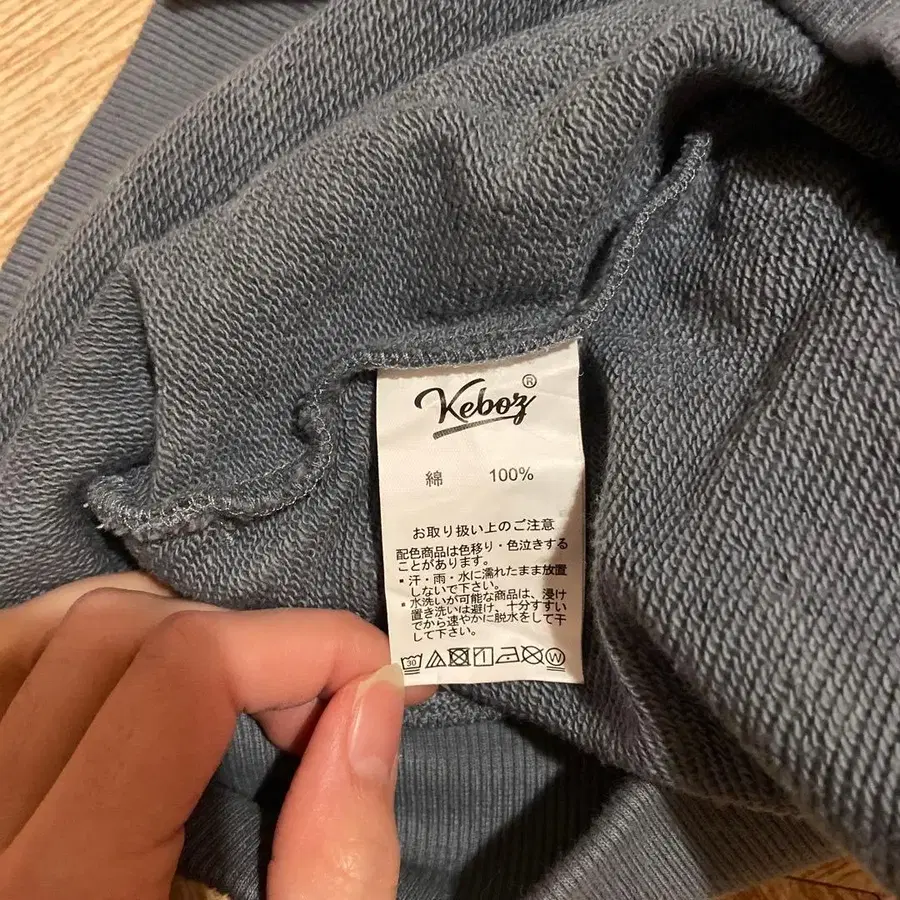 Keboz®
綿 100%
お取り扱い上のご注意
配色商品は色移り・色泣きする
ことがあります。
▪汗・雨・水に濡れたまま放置
しないで下さい。
▪水洗いが可能な商品は、浸け
置き洗いは避け、十分すすい
でから速やかに脱水をして干
して下さい。
30 W